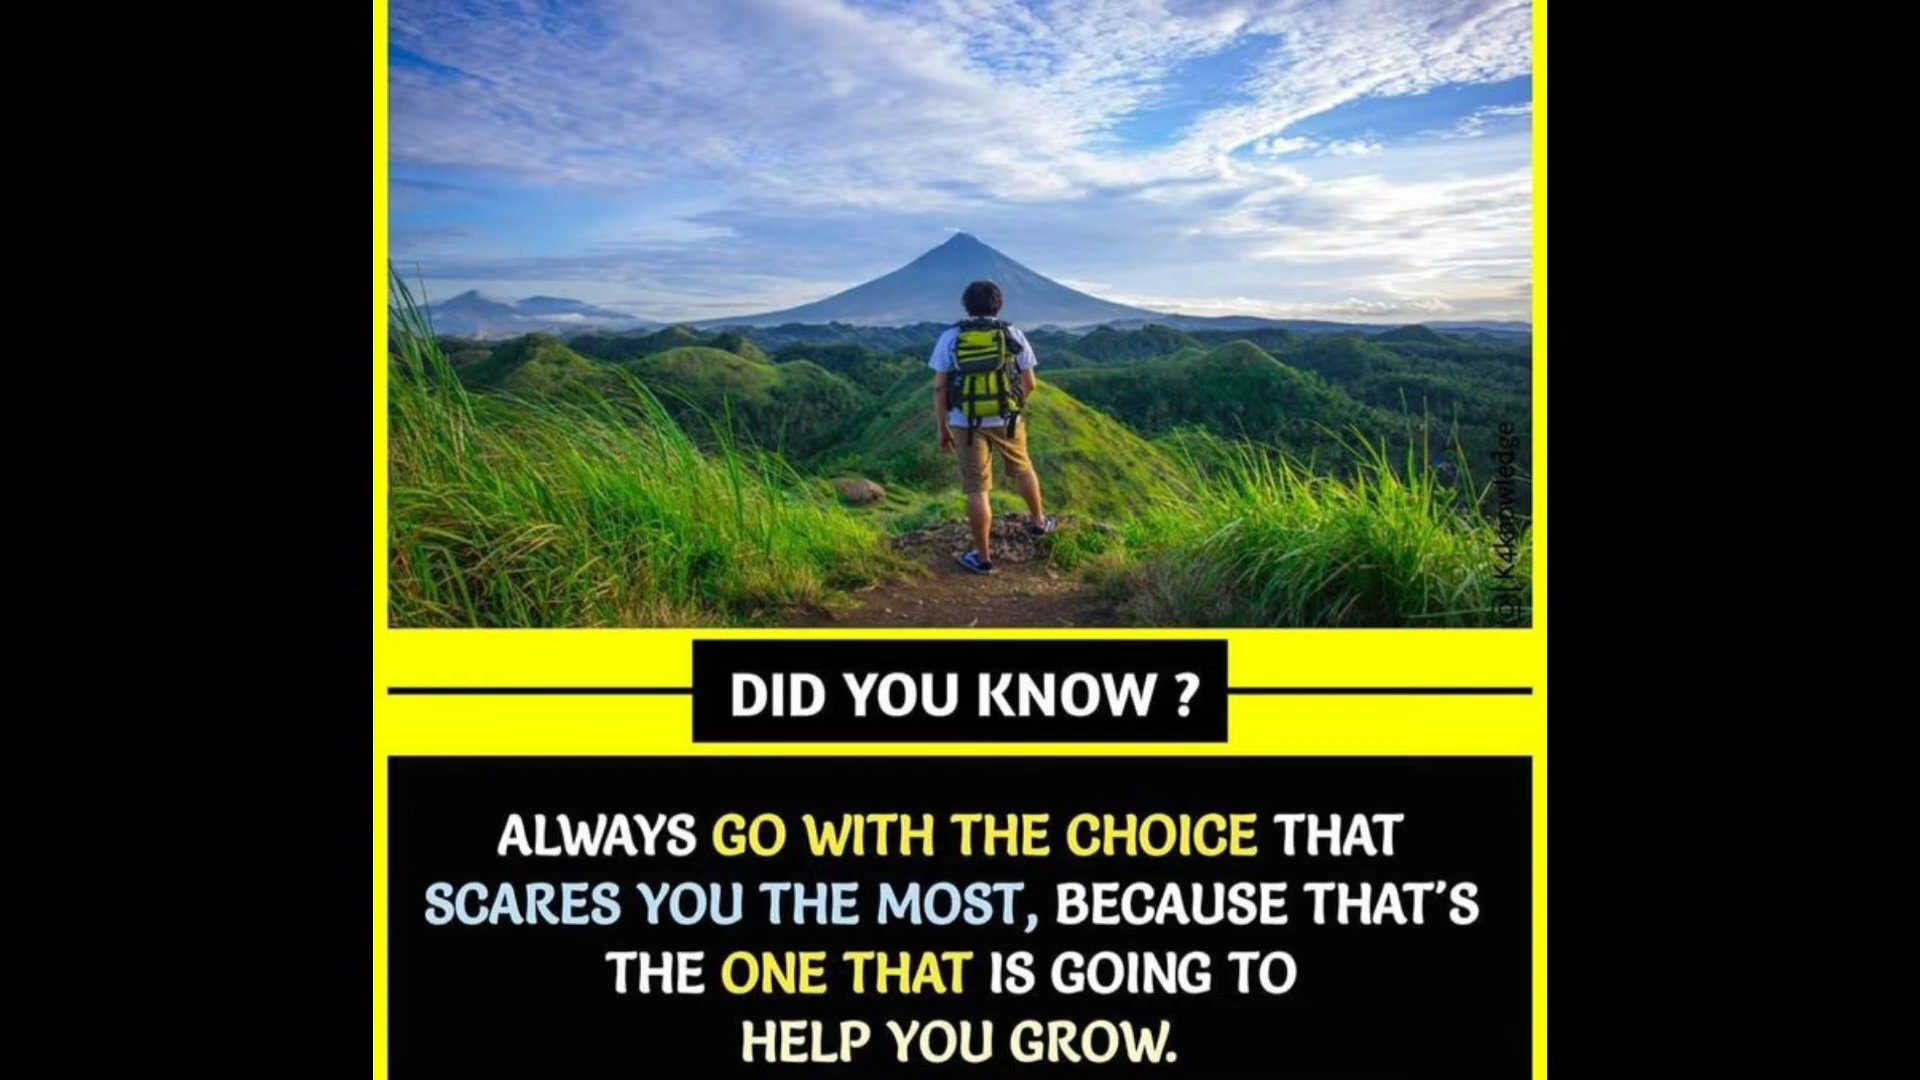 @[K4knowledge
DID YOU KNOW ?
ALWAYS GO WITH THE CHOICE THAT
SCARES YOU THE MOST, BECAUSE THAT'S
THE ONE THAT IS GOING TO
HELP YOU GROW.